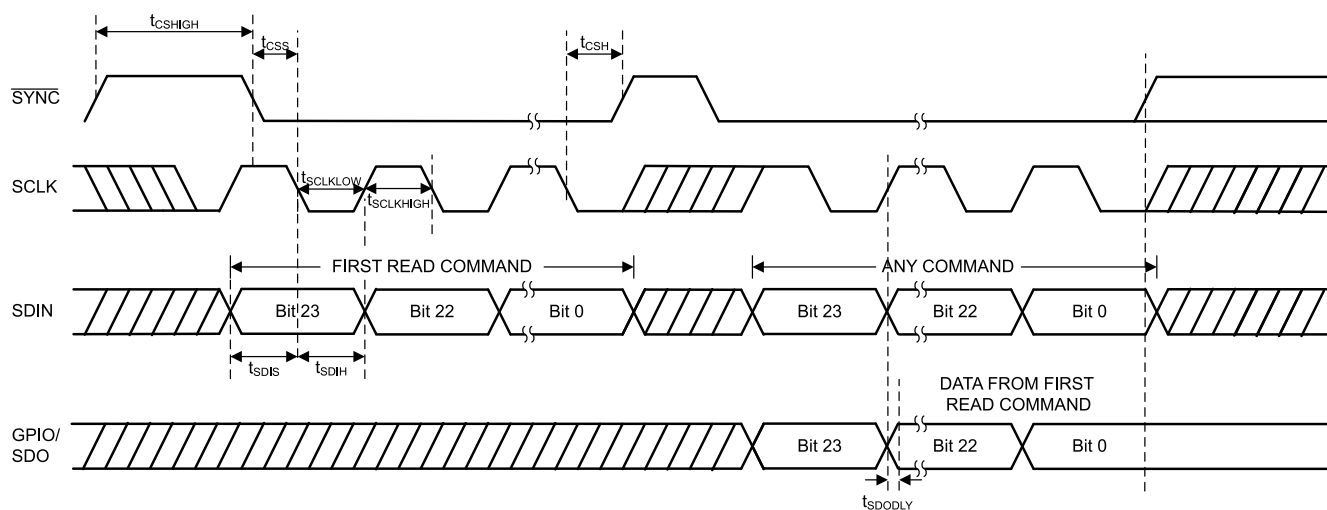 tCSHIGH
tCSS
tCSH
SYNC
SCLK
tSCLKLOW
tSCLKHIGH
FIRST READ COMMAND
ANY COMMAND
SDIN
Bit 23
Bit 22
Bit 0
Bit 23
Bit 22
Bit 0
tSDIS
tSDIH
DATA FROM FIRST
READ COMMAND
GPIO/
SDO
Bit 23
Bit 22
Bit 0
tSDODLY